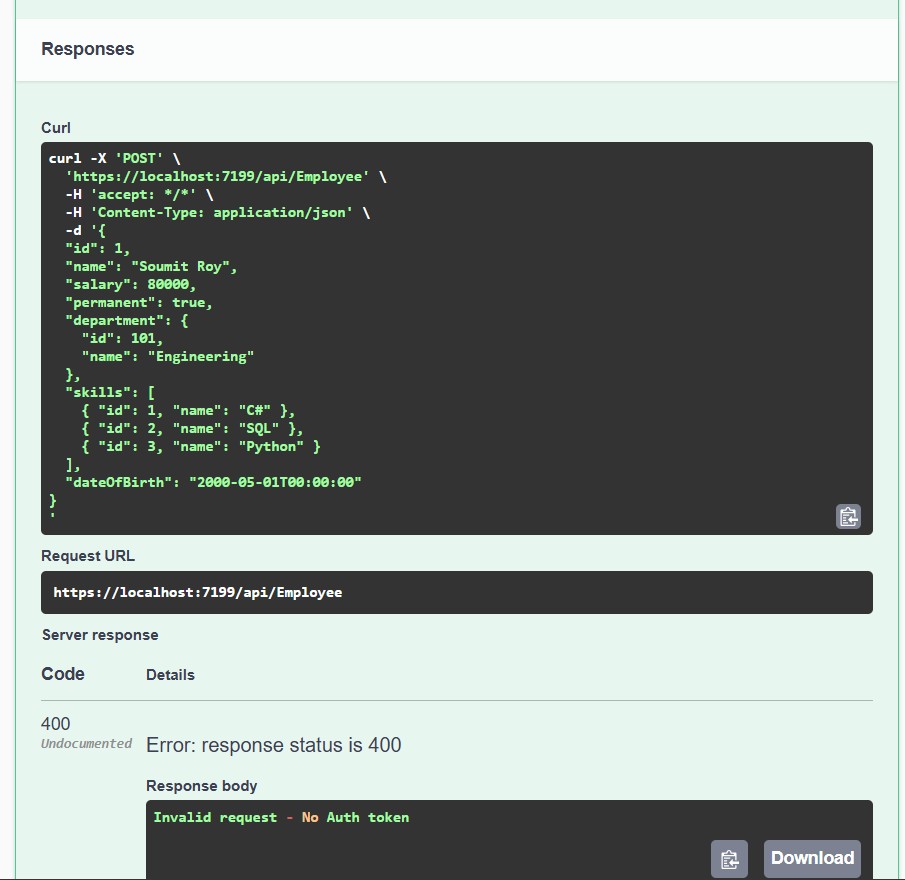 Responses
Curl
curl -X 'POST' \
  'https://localhost:7199/api/Employee' \
  -H 'accept: */*' \
  -H 'Content-Type: application/json' \
  -d '{
  "id": 1,
  "name": "Soumit Roy",
  "salary": 80000,
  "permanent": true,
  "department": {
    "id": 101,
    "name": "Engineering"
  },
  "skills": [
    { "id": 1, "name": "C#" },
    { "id": 2, "name": "SQL" },
    { "id": 3, "name": "Python" }
  ],
  "dateOfBirth": "2000-05-01T00:00:00"
}
'
Request URL
https://localhost:7199/api/Employee
Server response
Code Details
400
Undocumented
Error: response status is 400
Response body
Invalid request - No Auth token
Download